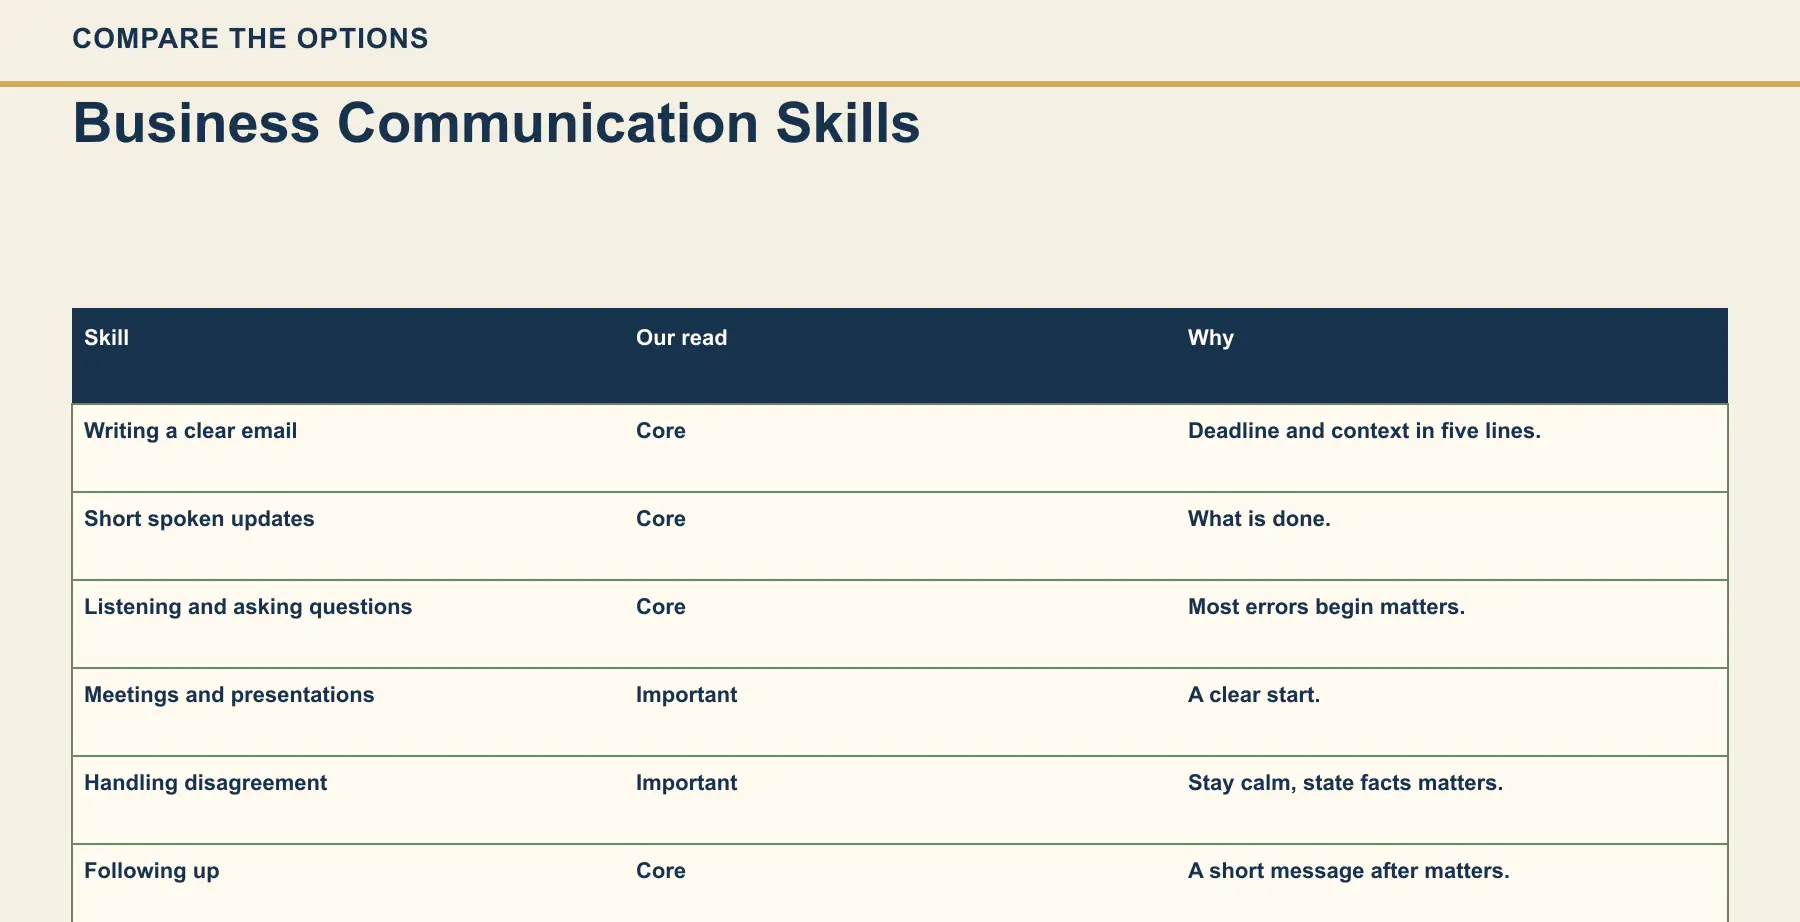 COMPARE THE OPTIONS
Business Communication Skills
Skill Our read Why
Writing a clear email Core Deadline and context in five lines.
Short spoken updates Core What is done.
Listening and asking questions Core Most errors begin matters.
Meetings and presentations Important A clear start.
Handling disagreement Important Stay calm, state facts matters.
Following up Core A short message after matters.